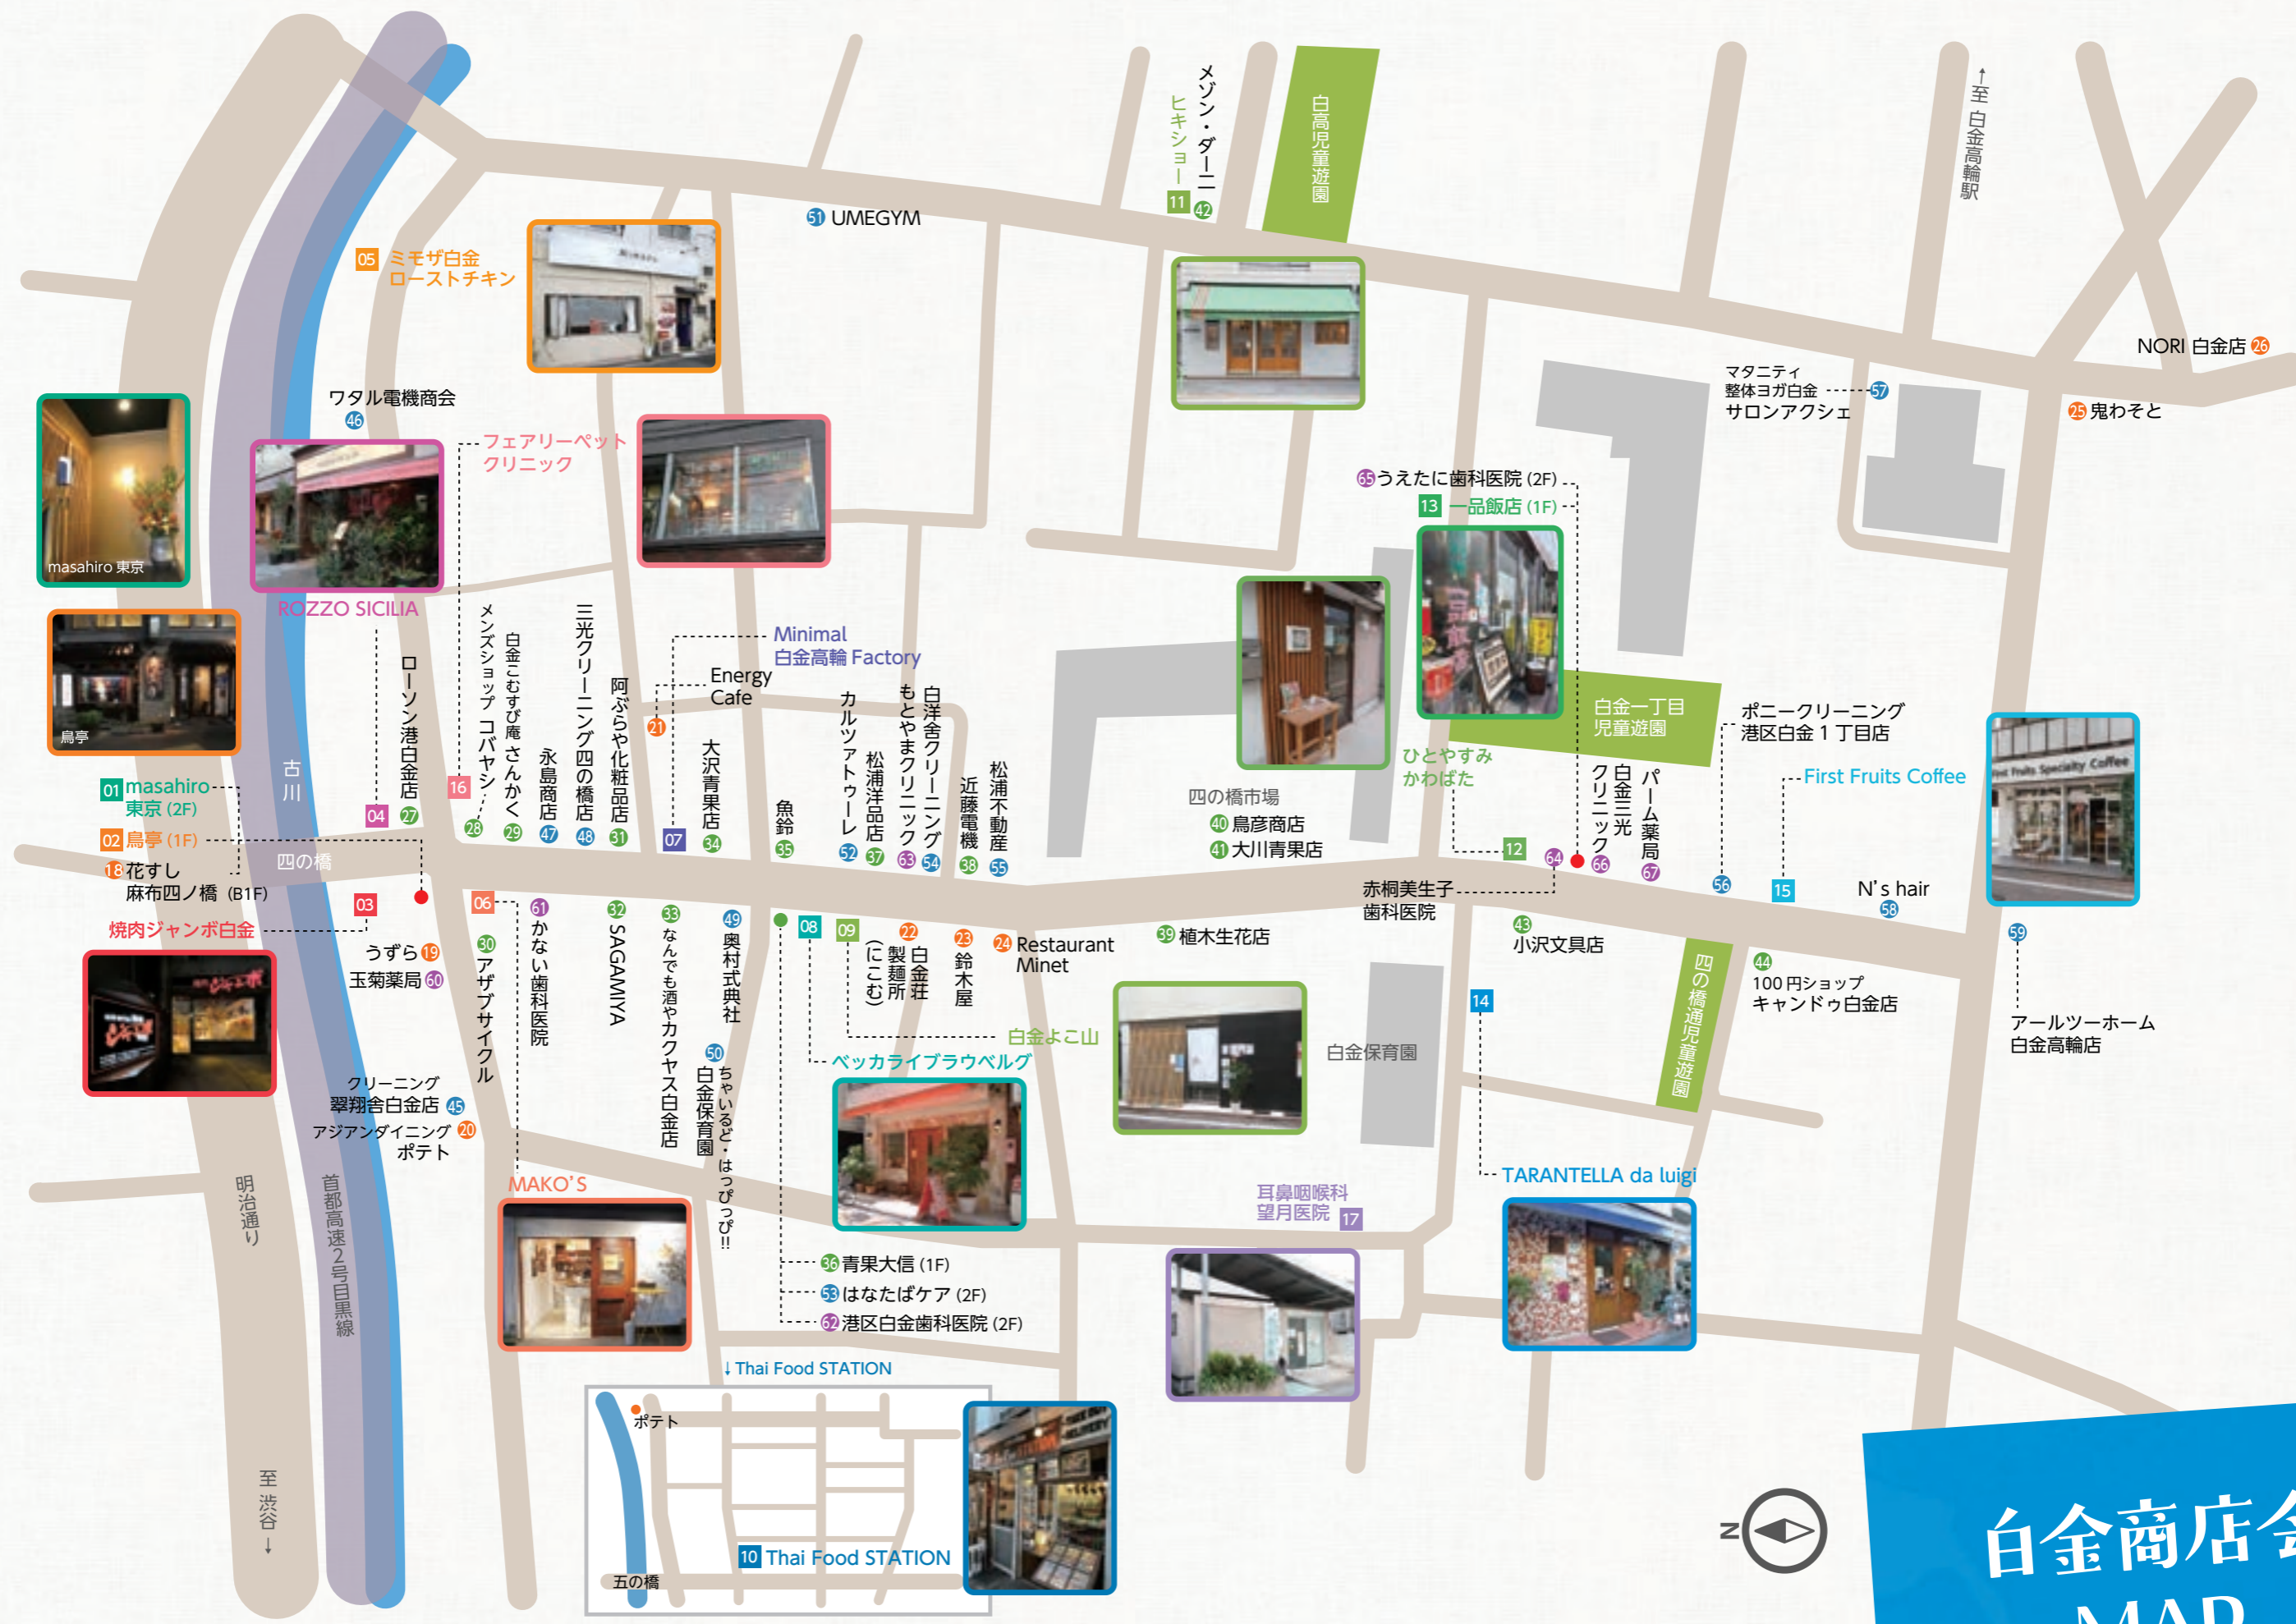 ↑至 白金高輪駅
白高児童遊園
メゾン・ダーニ
42
ヒキショー
11
51 UMEGYM
05 ミモザ白金
ローストチキン
NORI 白金店 26
25 鬼わそと
マタニティ
整体ヨガ白金
サロンアクシェ
57
ワタル電機商会
46
フェアリーペット
クリニック
16
65 うえたに歯科医院 (2F)
13 一品飯店 (1F)
masahiro 東京
鳥亭
ROZZO SICILIA
04
01 masahiro
東京 (2F)
02 鳥亭 (1F)
18 花すし
麻布四ノ橋 (B1F)
03
焼肉ジャンボ白金
古川
四の橋
ローソン港白金店
27
メンズショップ コバヤシ
28
白金こむすび庵 さんかく
29
永島商店
47
三光クリーニング四の橋店
48
阿ぶらや化粧品店
31
21
Energy
Cafe
Minimal
白金高輪 Factory
07
大沢青果店
34
魚鈴
35
カルツァトゥーレ
52
松浦洋品店
37
もとやまクリニック
63
白洋舍クリーニング
54
近藤電機
38
松浦不動産
55
四の橋市場
40 鳥彦商店
41 大川青果店
ひとやすみ
かわばた
12
赤桐美生子
歯科医院
64
白金三光
クリニック
66
パーム薬局
67
白金一丁目
児童遊園
ポニークリーニング
港区白金 1 丁目店
56
First Fruits Coffee
15
First Fruits Specialty Coffee
N's hair
58
59
アールツーホーム
白金高輪店
うずら 19
玉菊薬局 60
クリーニング
翠翔舎白金店 45
アジアンダイニング 20
ポテト
06
MAKO'S
30
アザブサイクル
61
かない歯科医院
32
SAGAMIYA
33
なんでも酒やカクヤス白金店
49
奥村式典社
50
ちゃいるど・はっぴっぴ!!
白金保育園
08
ベッカライブラウベルグ
09
白金よこ山
22
白金荘
製麺所
(にこむ)
23
鈴木屋
24 Restaurant
Minet
39 植木生花店
36 青果大信 (1F)
53 はなたばケア (2F)
62 港区白金歯科医院 (2F)
白金保育園
43
小沢文具店
14
TARANTELLA da luigi
四の橋通児童遊園
44
100 円ショップ
キャンドゥ白金店
耳鼻咽喉科
望月医院 17
明治通り
首都高速2号目黒線
至 渋谷→
↓Thai Food STATION
ポテト
10 Thai Food STATION
五の橋
N
白金商店会
MAP